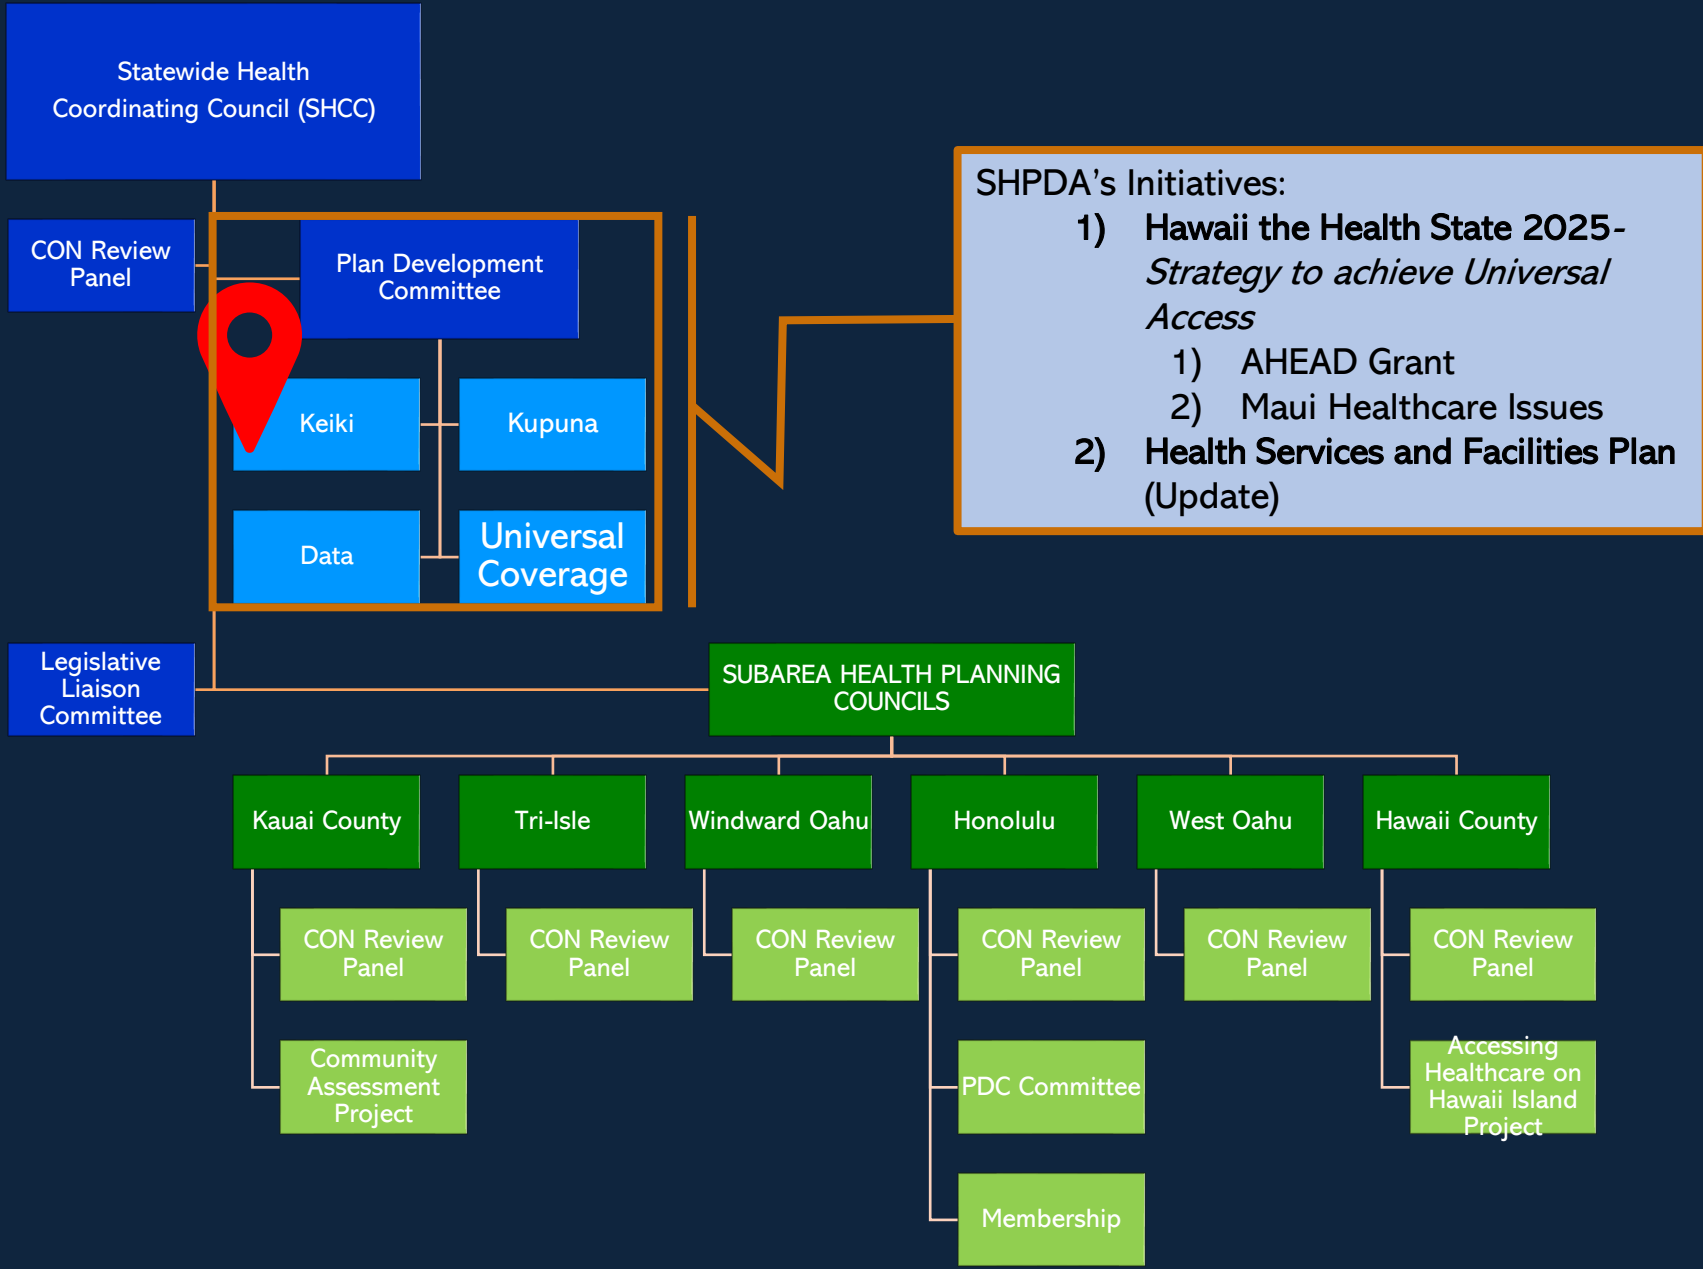 Statewide Health
Coordinating Council (SHCC)
CON Review
Panel
Plan Development
Committee
Keiki
Kupuna
Data
Universal
Coverage
SHPDA's Initiatives:
1) Hawaii the Health State 2025-
Strategy to achieve Universal
Access
1) AHEAD Grant
2) Maui Healthcare Issues
2) Health Services and Facilities Plan
(Update)
Legislative
Liaison
Committee
SUBAREA HEALTH PLANNING
COUNCILS
Kauai County
Tri-Isle
Windward Oahu
Honolulu
West Oahu
Hawaii County
CON Review
Panel
CON Review
Panel
CON Review
Panel
CON Review
Panel
CON Review
Panel
CON Review
Panel
Community
Assessment
Project
PDC Committee
Accessing
Healthcare on
Hawaii Island
Project
Membership